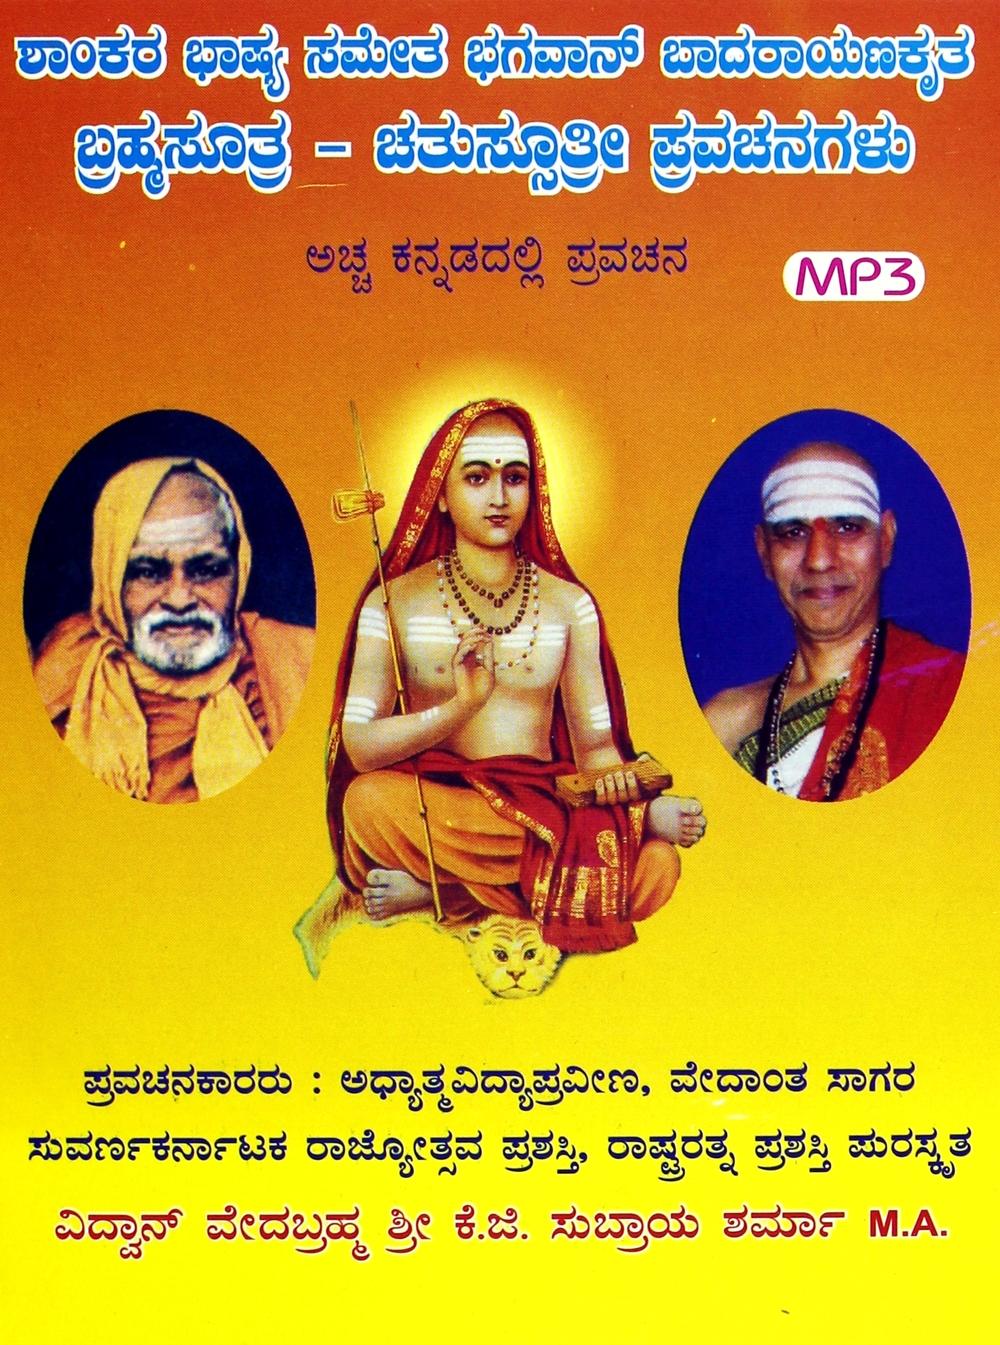 ಶಾಂಕರ ಭಾಷ್ಯ ಸಮೇತ ಭಗವಾನ್ ಬಾದರಾಯಣಕೃತ
ಬ್ರಹ್ಮಸೂತ್ರ – ಚತುಸ್ಸೂತ್ರೀ ಪ್ರವಚನಗಳು
ಅಚ್ಚ ಕನ್ನಡದಲ್ಲಿ ಪ್ರವಚನ
MP3
ಪ್ರವಚನಕಾರರು : ಅಧ್ಯಾತ್ಮವಿದ್ಯಾಪ್ರವೀಣ, ವೇದಾಂತ ಸಾಗರ
ಸುವರ್ಣಕರ್ನಾಟಕ ರಾಜ್ಯೋತ್ಸವ ಪ್ರಶಸ್ತಿ, ರಾಷ್ಟ್ರರತ್ನ ಪ್ರಶಸ್ತಿ ಪುರಸ್ಕೃತ
ವಿದ್ವಾನ್ ವೇದಬ್ರಹ್ಮ ಶ್ರೀ ಕೆ.ಜಿ. ಸುಬ್ರಾಯ ಶರ್ಮಾ M.A.